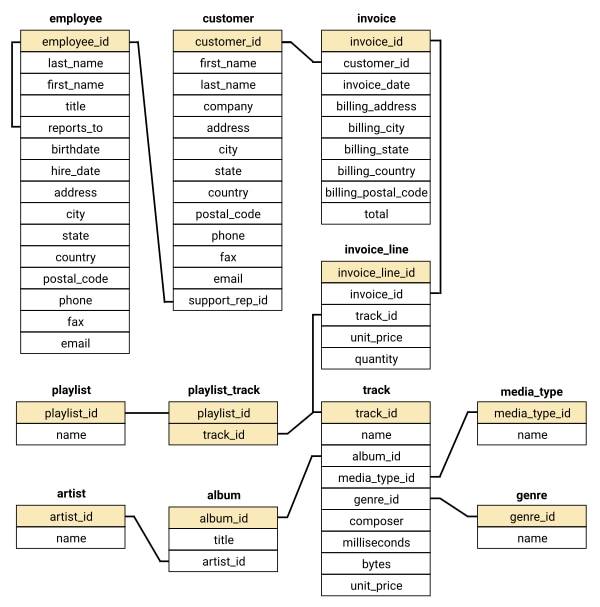 employee
employee_id
last_name
first_name
title
reports_to
birthdate
hire_date
address
city
state
country
postal_code
phone
fax
email
customer
customer_id
first_name
last_name
company
address
city
state
country
postal_code
phone
fax
email
support_rep_id
invoice
invoice_id
customer_id
invoice_date
billing_address
billing_city
billing_state
billing_country
billing_postal_code
total
invoice_line
invoice_line_id
invoice_id
track_id
unit_price
quantity
playlist
playlist_id
name
playlist_track
playlist_id
track_id
track
track_id
name
album_id
media_type_id
genre_id
composer
milliseconds
bytes
unit_price
media_type
media_type_id
name
artist
artist_id
name
album
album_id
title
artist_id
genre
genre_id
name